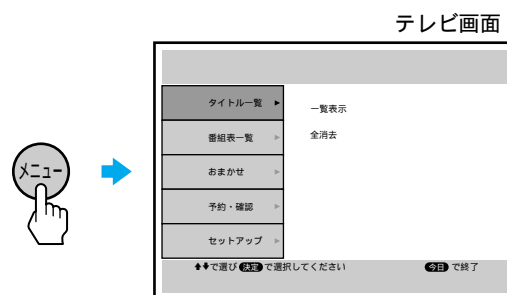 テレビ画面
タイトル一覧 ▶
一覧表示
番組表一覧 ▶
全消去
メニュー
おまかせ ▶
予約・確認 ▶
セットアップ ▶
▲▼で選び 決定 で選択してください 今日 で終了